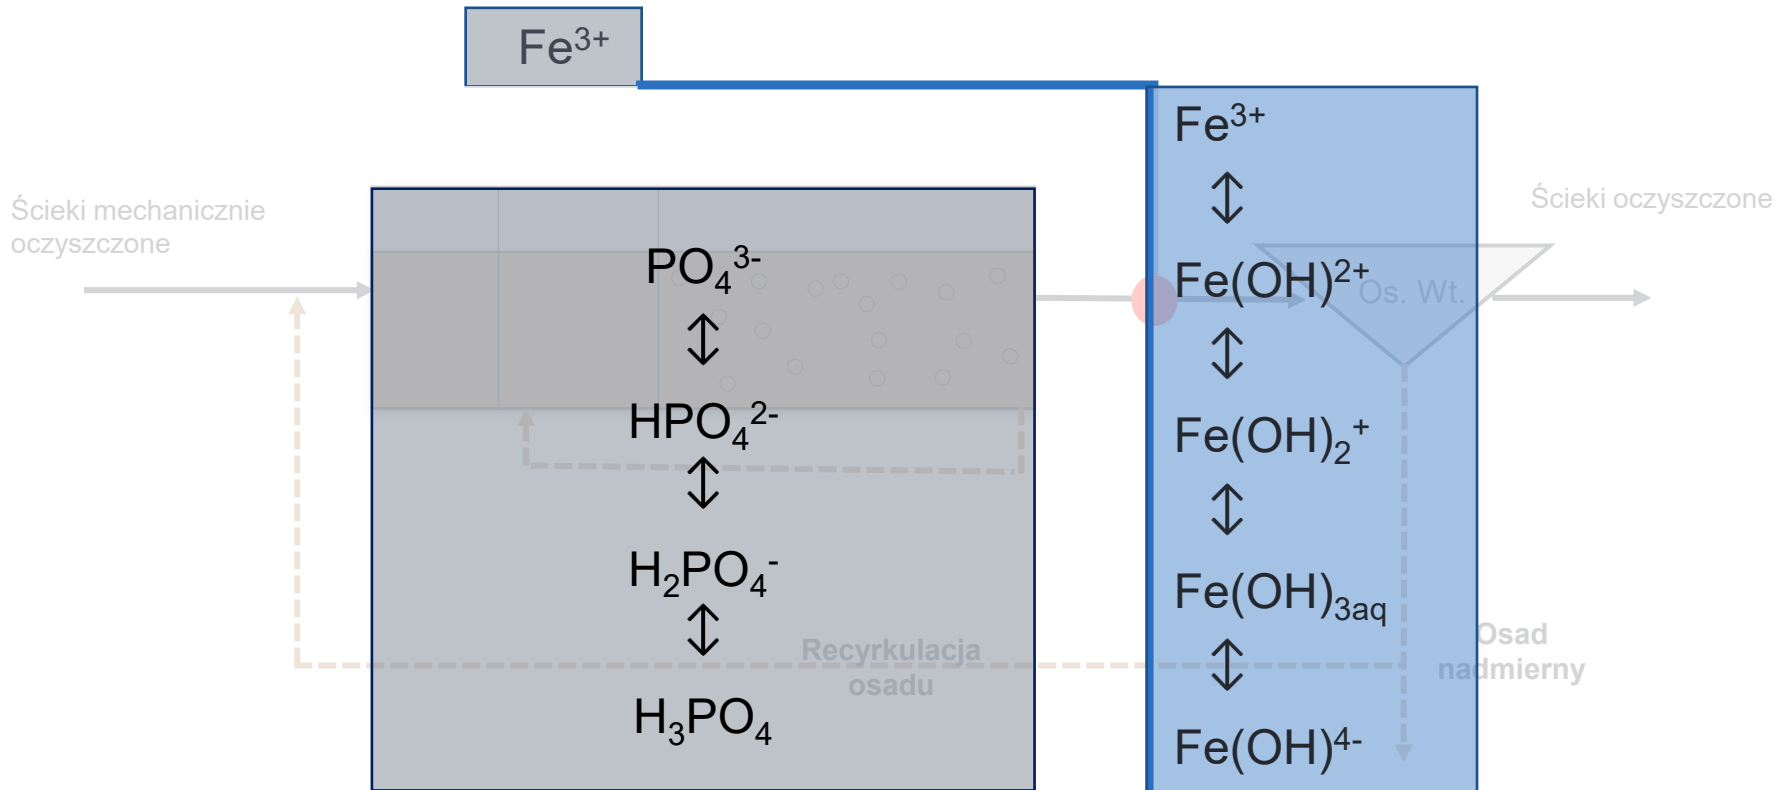 Fe³⁺
Fe³⁺
Ścieki mechanicznie
oczyszczone
Ścieki oczyszczone
PO₄³⁻
Fe(OH)²⁺
Os. Wt.
HPO₄²⁻
Fe(OH)₂⁺
H₂PO₄⁻
Fe(OH)₃aq
Recyrkulacja
osadu
Osad
nadmierny
H₃PO₄
Fe(OH)⁴⁻